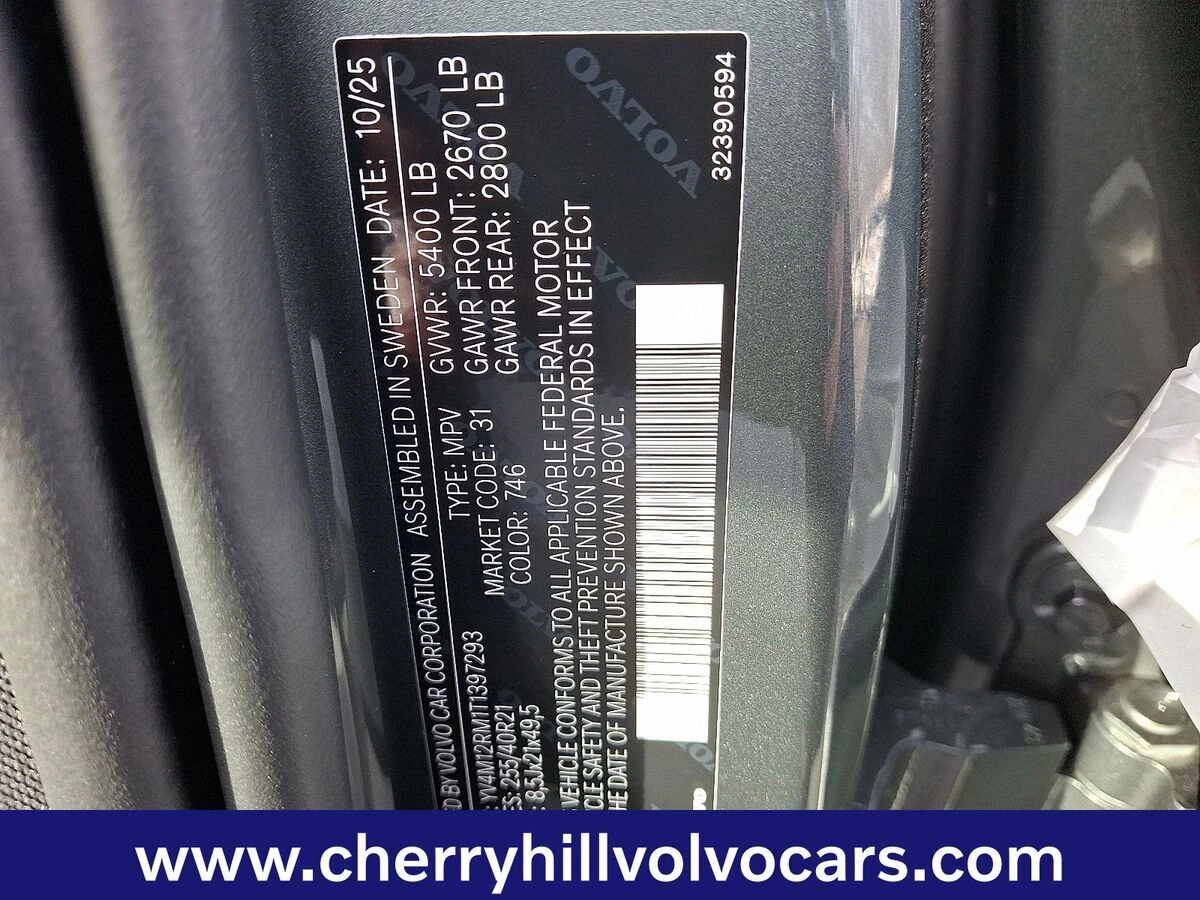 D BY VOLVO CAR CORPORATION ASSEMBLED IN SWEDEN DATE: 10/25
YV4M12RM1T1397293 TYPE: MPV GVWR: 5400 LB
255/40R21 MARKET CODE: 31 GAWR FRONT: 2670 LB
8,5Jx21x49,5 COLOR: 746 GAWR REAR: 2800 LB
VEHICLE CONFORMS TO ALL APPLICABLE FEDERAL MOTOR
SAFETY AND THEFT PREVENTION STANDARDS IN EFFECT
THE DATE OF MANUFACTURE SHOWN ABOVE.
32390594
VOLVO
www.cherryhillvolvocars.com